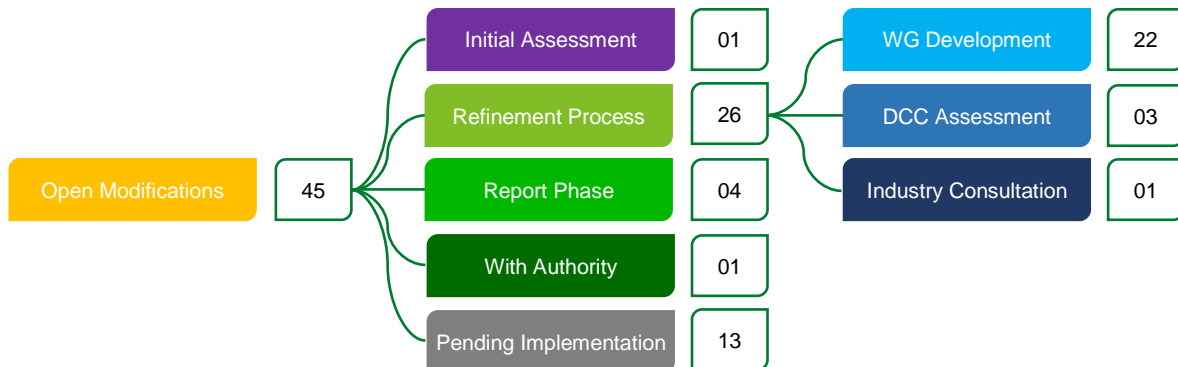 Open Modifications
45
Initial Assessment
01
Refinement Process
26
Report Phase
04
With Authority
01
Pending Implementation
13
WG Development
22
DCC Assessment
03
Industry Consultation
01